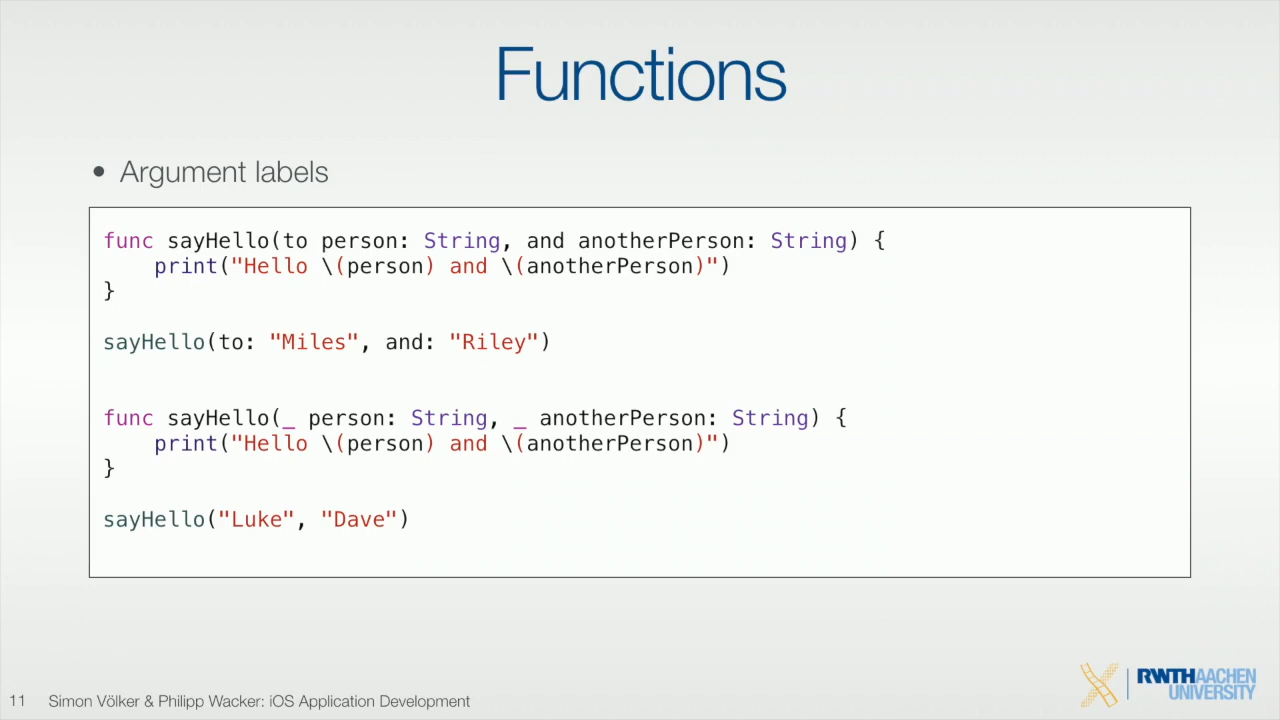 Functions
• Argument labels
func sayHello(to person: String, and anotherPerson: String) {
    print("Hello \(person) and \(anotherPerson)")
}
sayHello(to: "Miles", and: "Riley")
func sayHello(_ person: String, _ anotherPerson: String) {
    print("Hello \(person) and \(anotherPerson)")
}
sayHello("Luke", "Dave")
11 Simon Völker & Philipp Wacker: iOS Application Development
RWTHAACHEN
UNIVERSITY